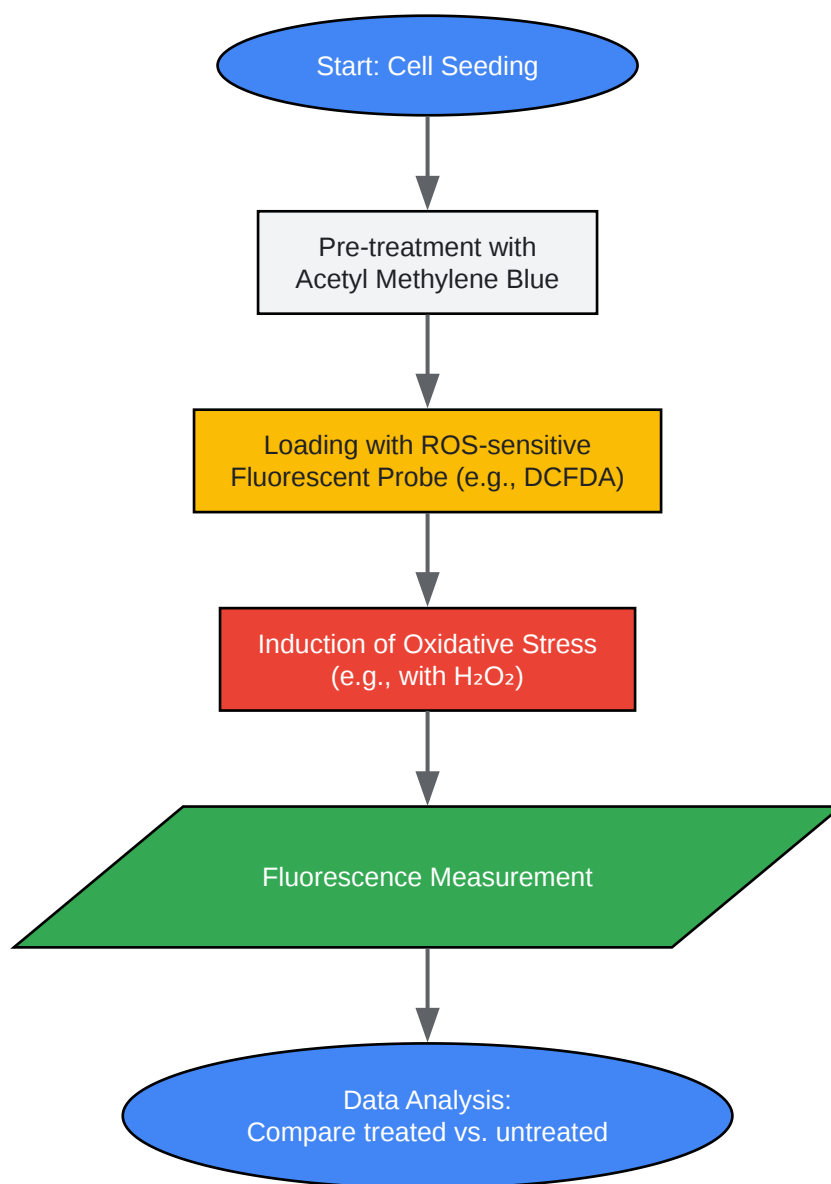 Start: Cell Seeding
Pre-treatment with
Acetyl Methylene Blue
Loading with ROS-sensitive
Fluorescent Probe (e.g., DCFDA)
Induction of Oxidative Stress
(e.g., with H₂O₂)
Fluorescence Measurement
Data Analysis:
Compare treated vs. untreated